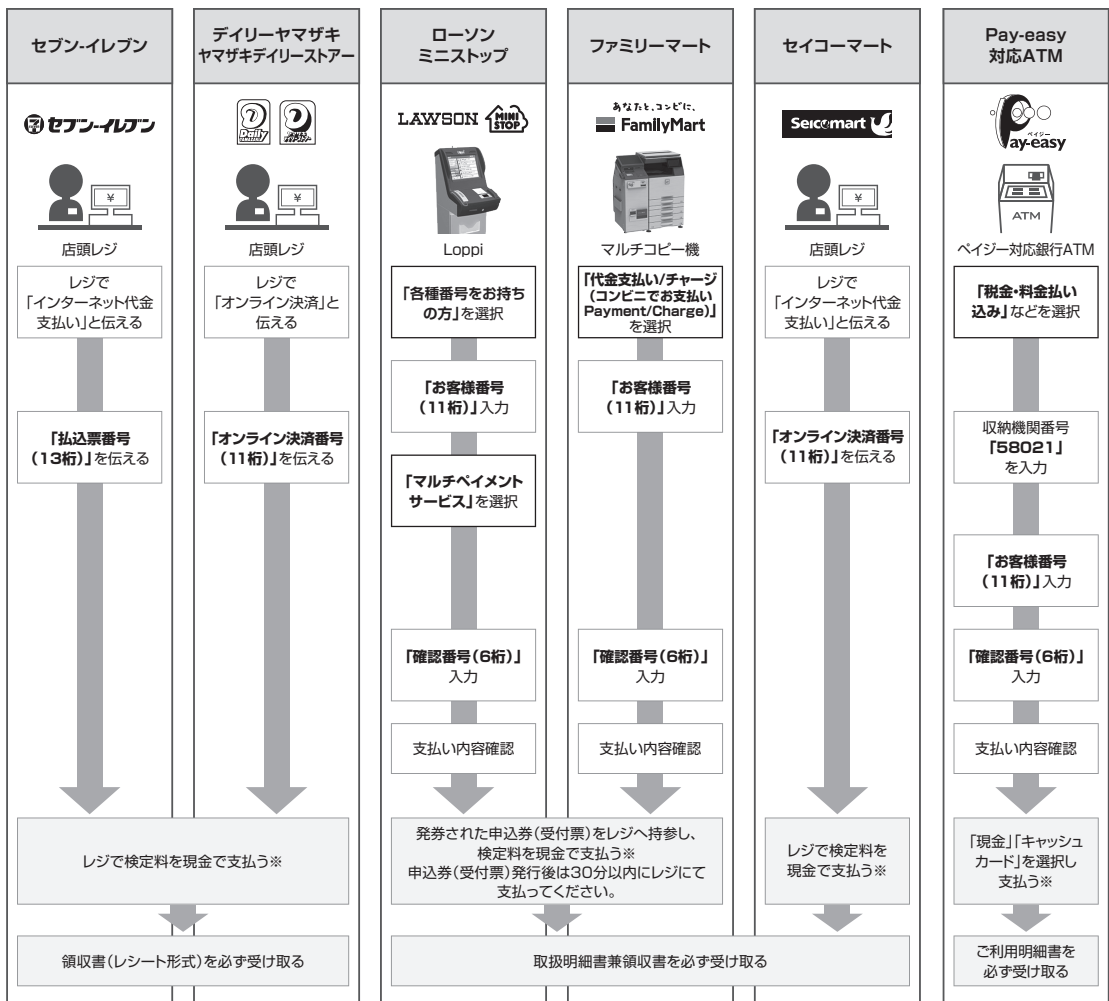 セブン-イレブン
デイリーヤマザキ
ヤマザキデイリーストアー
ローソン
ミニストップ
ファミリーマート
セイコーマート
Pay-easy
対応ATM
セブン-イレブン
Daily
LAWSON
MINI
STOP
あなたと、コンビに、
FamilyMart
Seicomart
ペイジー
Pay-easy
¥
¥
ATM
店頭レジ
店頭レジ
Loppi
マルチコピー機
店頭レジ
ペイジー対応銀行ATM
レジで
「インターネット代金
支払い」と伝える
「払込票番号
(13桁)」を伝える
レジで
「オンライン決済」と
伝える
「オンライン決済番号
(11桁)」を伝える
レジで検定料を現金で支払う※
領収書(レシート形式)を必ず受け取る
「各種番号をお持ち
の方」を選択
「お客様番号
(11桁)」入力
「マルチペイメント
サービス」を選択
「確認番号(6桁)」
入力
支払い内容確認
「代金支払い/チャージ
(コンビニでお支払い
Payment/Charge)」
を選択
「お客様番号
(11桁)」入力
「確認番号(6桁)」
入力
支払い内容確認
発券された申込券(受付票)をレジへ持参し、
検定料を現金で支払う※
申込券(受付票)発行後は30分以内にレジにて
支払ってください。
レジで
「インターネット代金
支払い」と伝える
「オンライン決済番号
(11桁)」を伝える
レジで検定料を
現金で支払う※
取扱明細書兼領収書を必ず受け取る
「税金・料金払い
込み」などを選択
収納機関番号
「58021」
を入力
「お客様番号
(11桁)」入力
「確認番号(6桁)」
入力
支払い内容確認
「現金」「キャッシュ
カード」を選択し
支払う※
ご利用明細書を
必ず受け取る